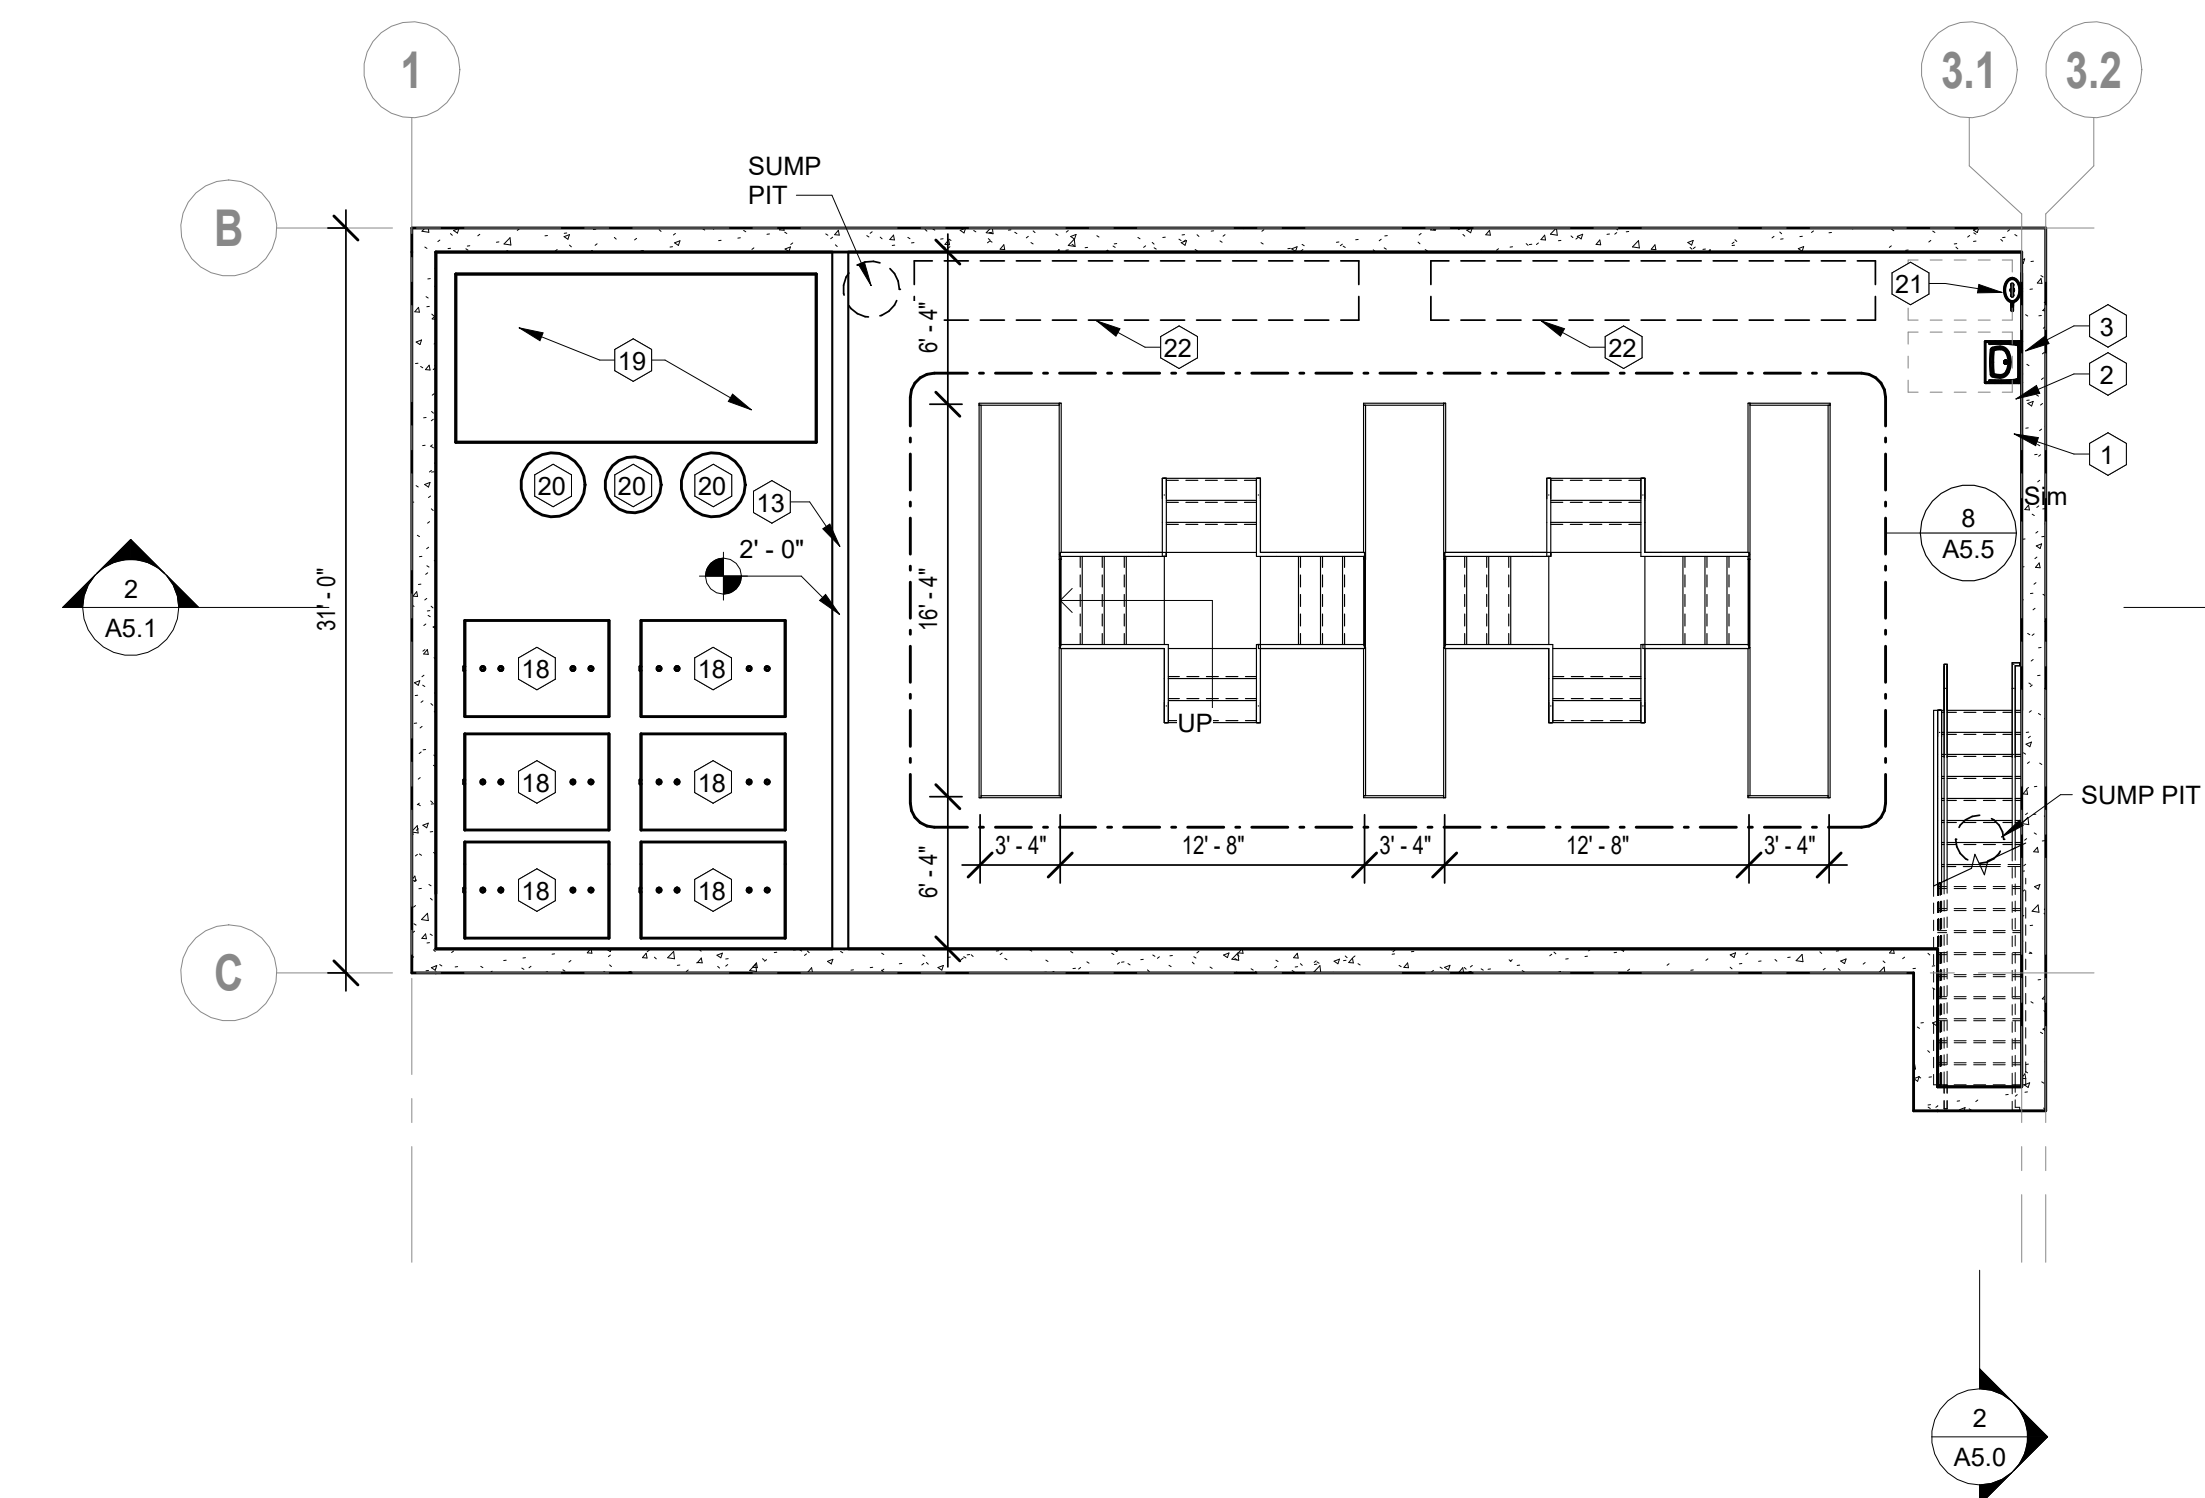 1
3.1
3.2
SUMP
PIT
B
21
3
22
22
19
2
1
20
20
20
13
Sim
8
A5.5
2' - 0"
6' - 4"
16' - 4"
31' - 0"
2
A5.1
18
18
UP
18
18
SUMP PIT
3' - 4"
12' - 8"
3' - 4"
12' - 8"
3' - 4"
6' - 4"
18
18
C
2
A5.0